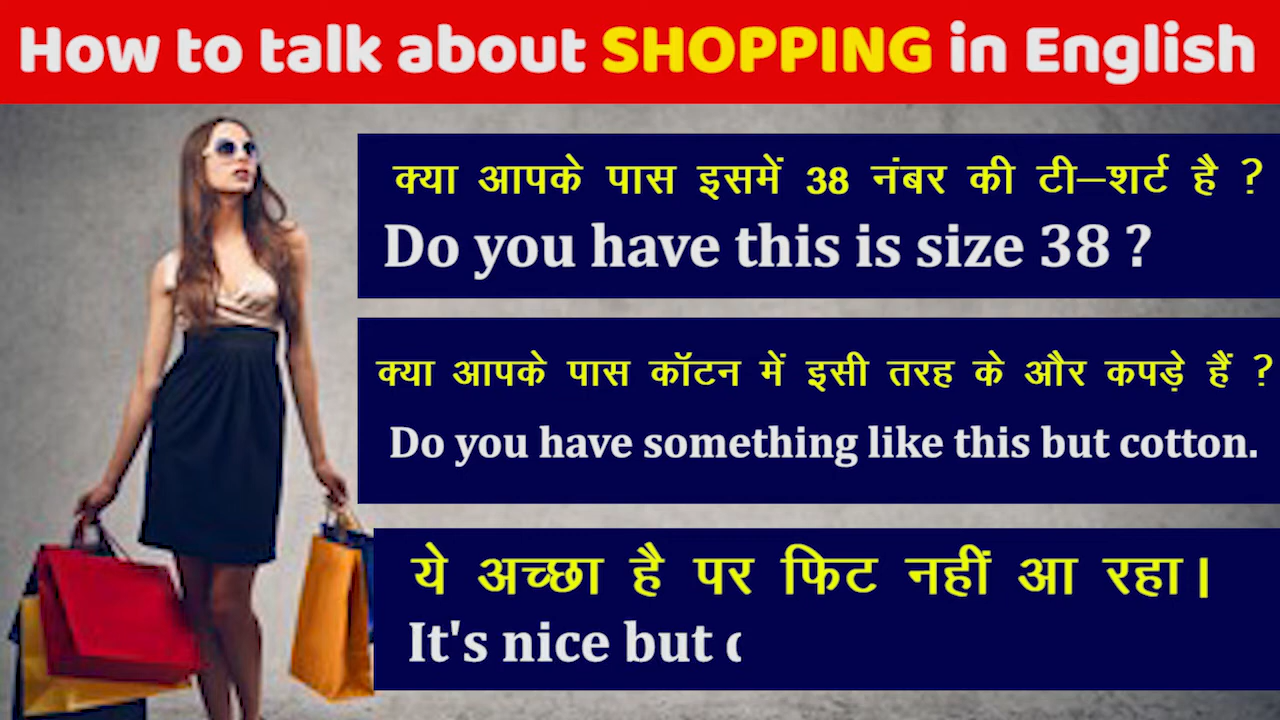 How to talk about SHOPPING in English
क्या आपके पास इसमें 38 नंबर की टी–शर्ट है ?
Do you have this is size 38 ?
क्या आपके पास कॉटन में इसी तरह के और कपड़े हैं ?
Do you have something like this but cotton.
ये अच्छा है पर फिट नहीं आ रहा।
It's nice but